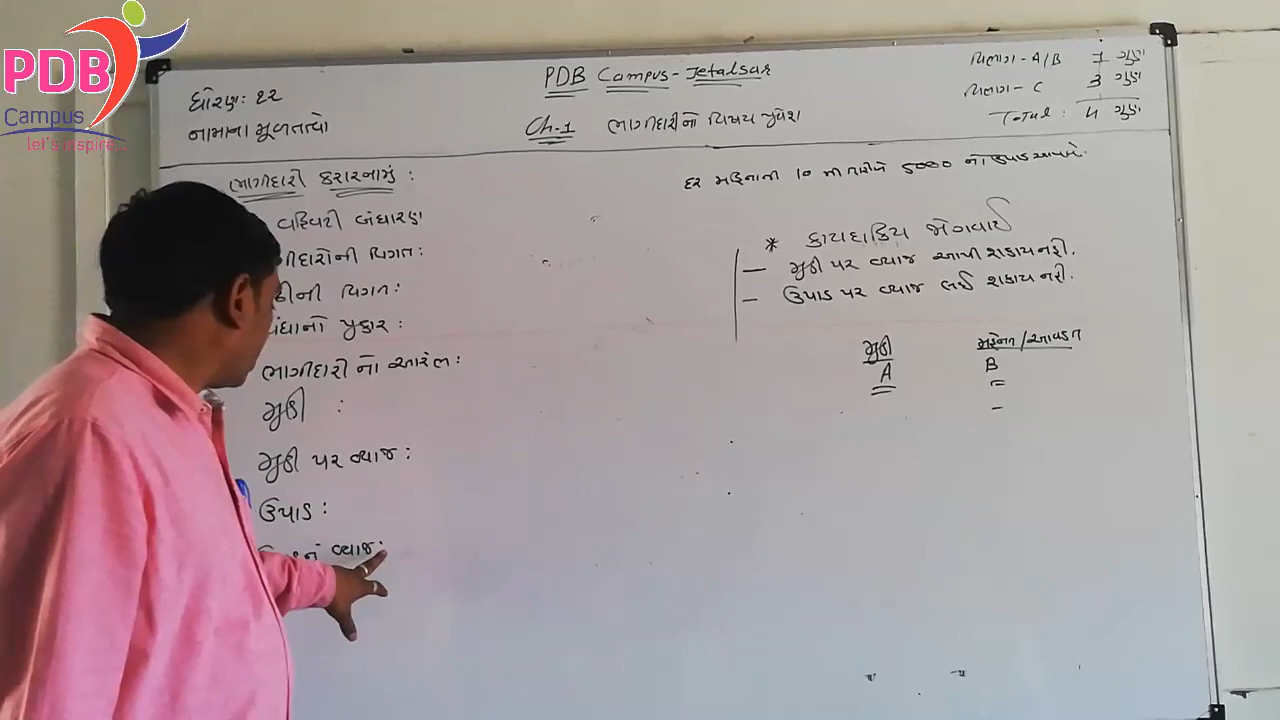 PDB
Campus
let's inspire...
ધોરણ: ૧૨
નામાના મૂળતત્વો
PDB Campus - Jetalsar
Ch-1 ભાગીદારીનો વિષય પ્રવેશ
વિભાગ - A/B 1 ગુણ
વિભાગ - C 3 ગુણ
Total : 4 ગુણ
ભાગીદારી કરારનામું :
વહિવટી બંધારણ
ગીદારોની વિગત:
ઢીની વિગત:
ધંધાનો પ્રકાર :
ભાગીદારોનો આરંભ :
મૂડી :
મૂડી પર વ્યાજ :
ઉપાડ :
વ્યાજ:
દર મહિનાની 10 ની તારીખે 5000 નો ઉપાડ
* કાયદાકિય જોગવાઈ
— મૂડી પર વ્યાજ આપી શકાય નહી.
— ઉપાડ પર વ્યાજ લઈ શકાય નહી.
મૂડી મહેનત/આવડત
A B